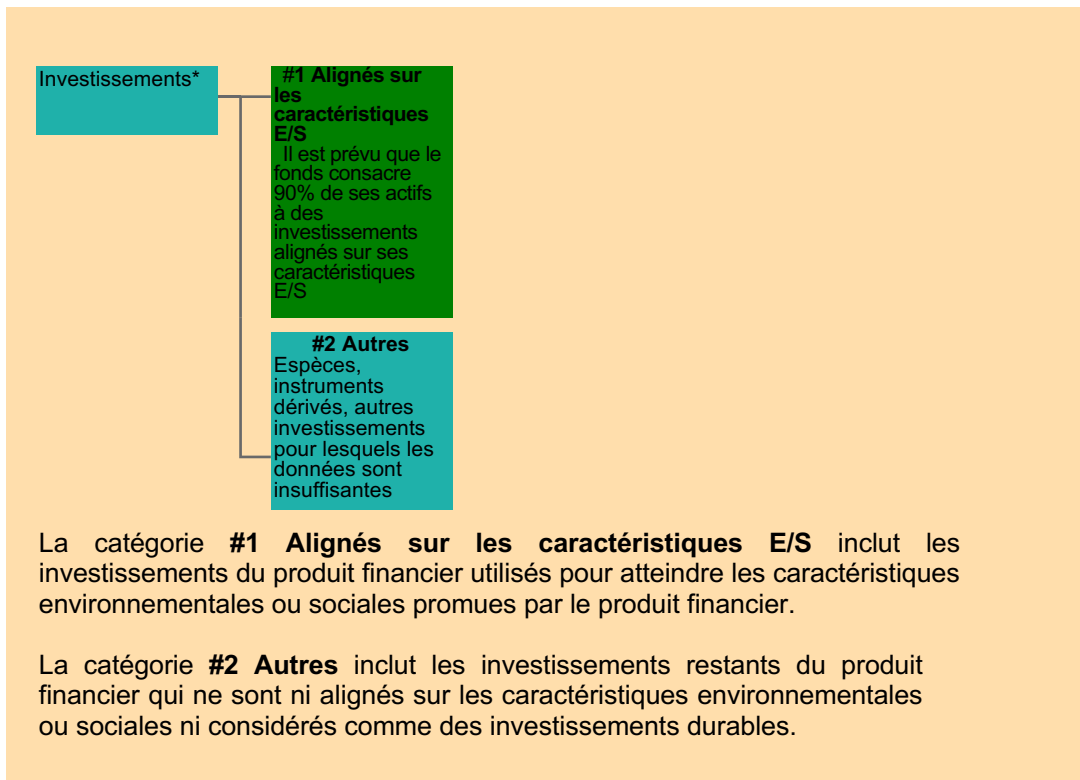 Investissements*
#1 Alignés sur
les
caractéristiques
E/S
Il est prévu que le
fonds consacre
90% de ses actifs
à des
investissements
alignés sur ses
caractéristiques
E/S
#2 Autres
Espèces,
instruments
dérivés, autres
investissements
pour lesquels les
données sont
insuffisantes
La catégorie #1 Alignés sur les caractéristiques E/S inclut les
investissements du produit financier utilisés pour atteindre les caractéristiques
environnementales ou sociales promues par le produit financier.
La catégorie #2 Autres inclut les investissements restants du produit
financier qui ne sont ni alignés sur les caractéristiques environnementales
ou sociales ni considérés comme des investissements durables.